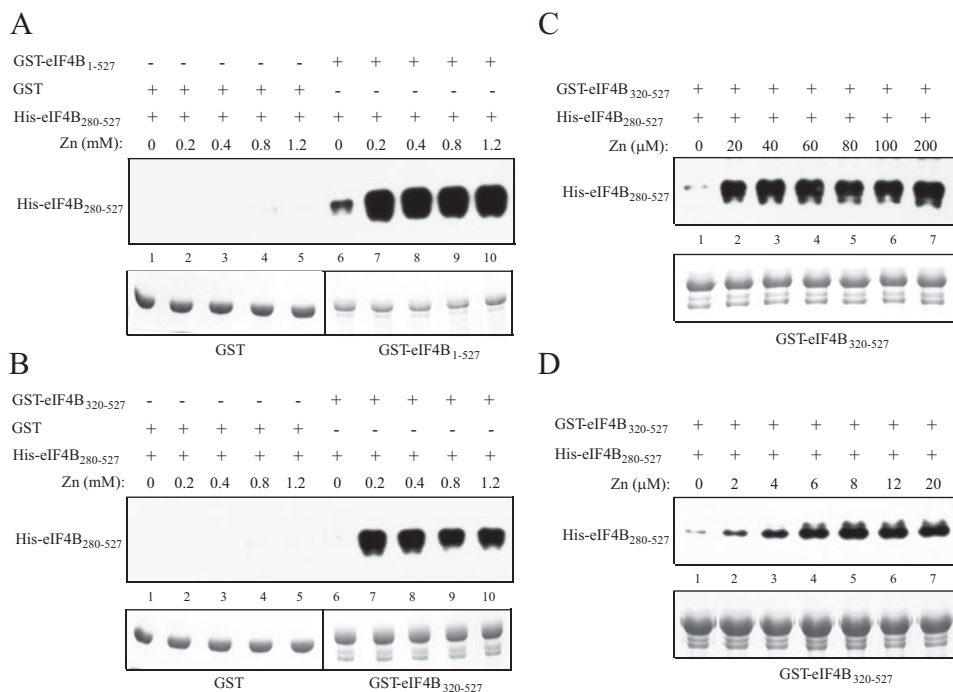 A
GST-eIF4B1-527 - - - - - + + + + +
GST + + + + + - - - - -
His-eIF4B280-527 + + + + + + + + + +
Zn (mM): 0 0.2 0.4 0.8 1.2 0 0.2 0.4 0.8 1.2
His-eIF4B280-527
1 2 3 4 5 6 7 8 9 10
GST GST-eIF4B1-527
B
GST-eIF4B320-527 - - - - - + + + + +
GST + + + + + - - - - -
His-eIF4B280-527 + + + + + + + + + +
Zn (mM): 0 0.2 0.4 0.8 1.2 0 0.2 0.4 0.8 1.2
His-eIF4B280-527
1 2 3 4 5 6 7 8 9 10
GST GST-eIF4B320-527
C
GST-eIF4B320-527 + + + + + + +
His-eIF4B280-527 + + + + + + +
Zn (μM): 0 20 40 60 80 100 200
His-eIF4B280-527
1 2 3 4 5 6 7
GST-eIF4B320-527
D
GST-eIF4B320-527 + + + + + + +
His-eIF4B280-527 + + + + + + +
Zn (μM): 0 2 4 6 8 12 20
His-eIF4B280-527
1 2 3 4 5 6 7
GST-eIF4B320-527